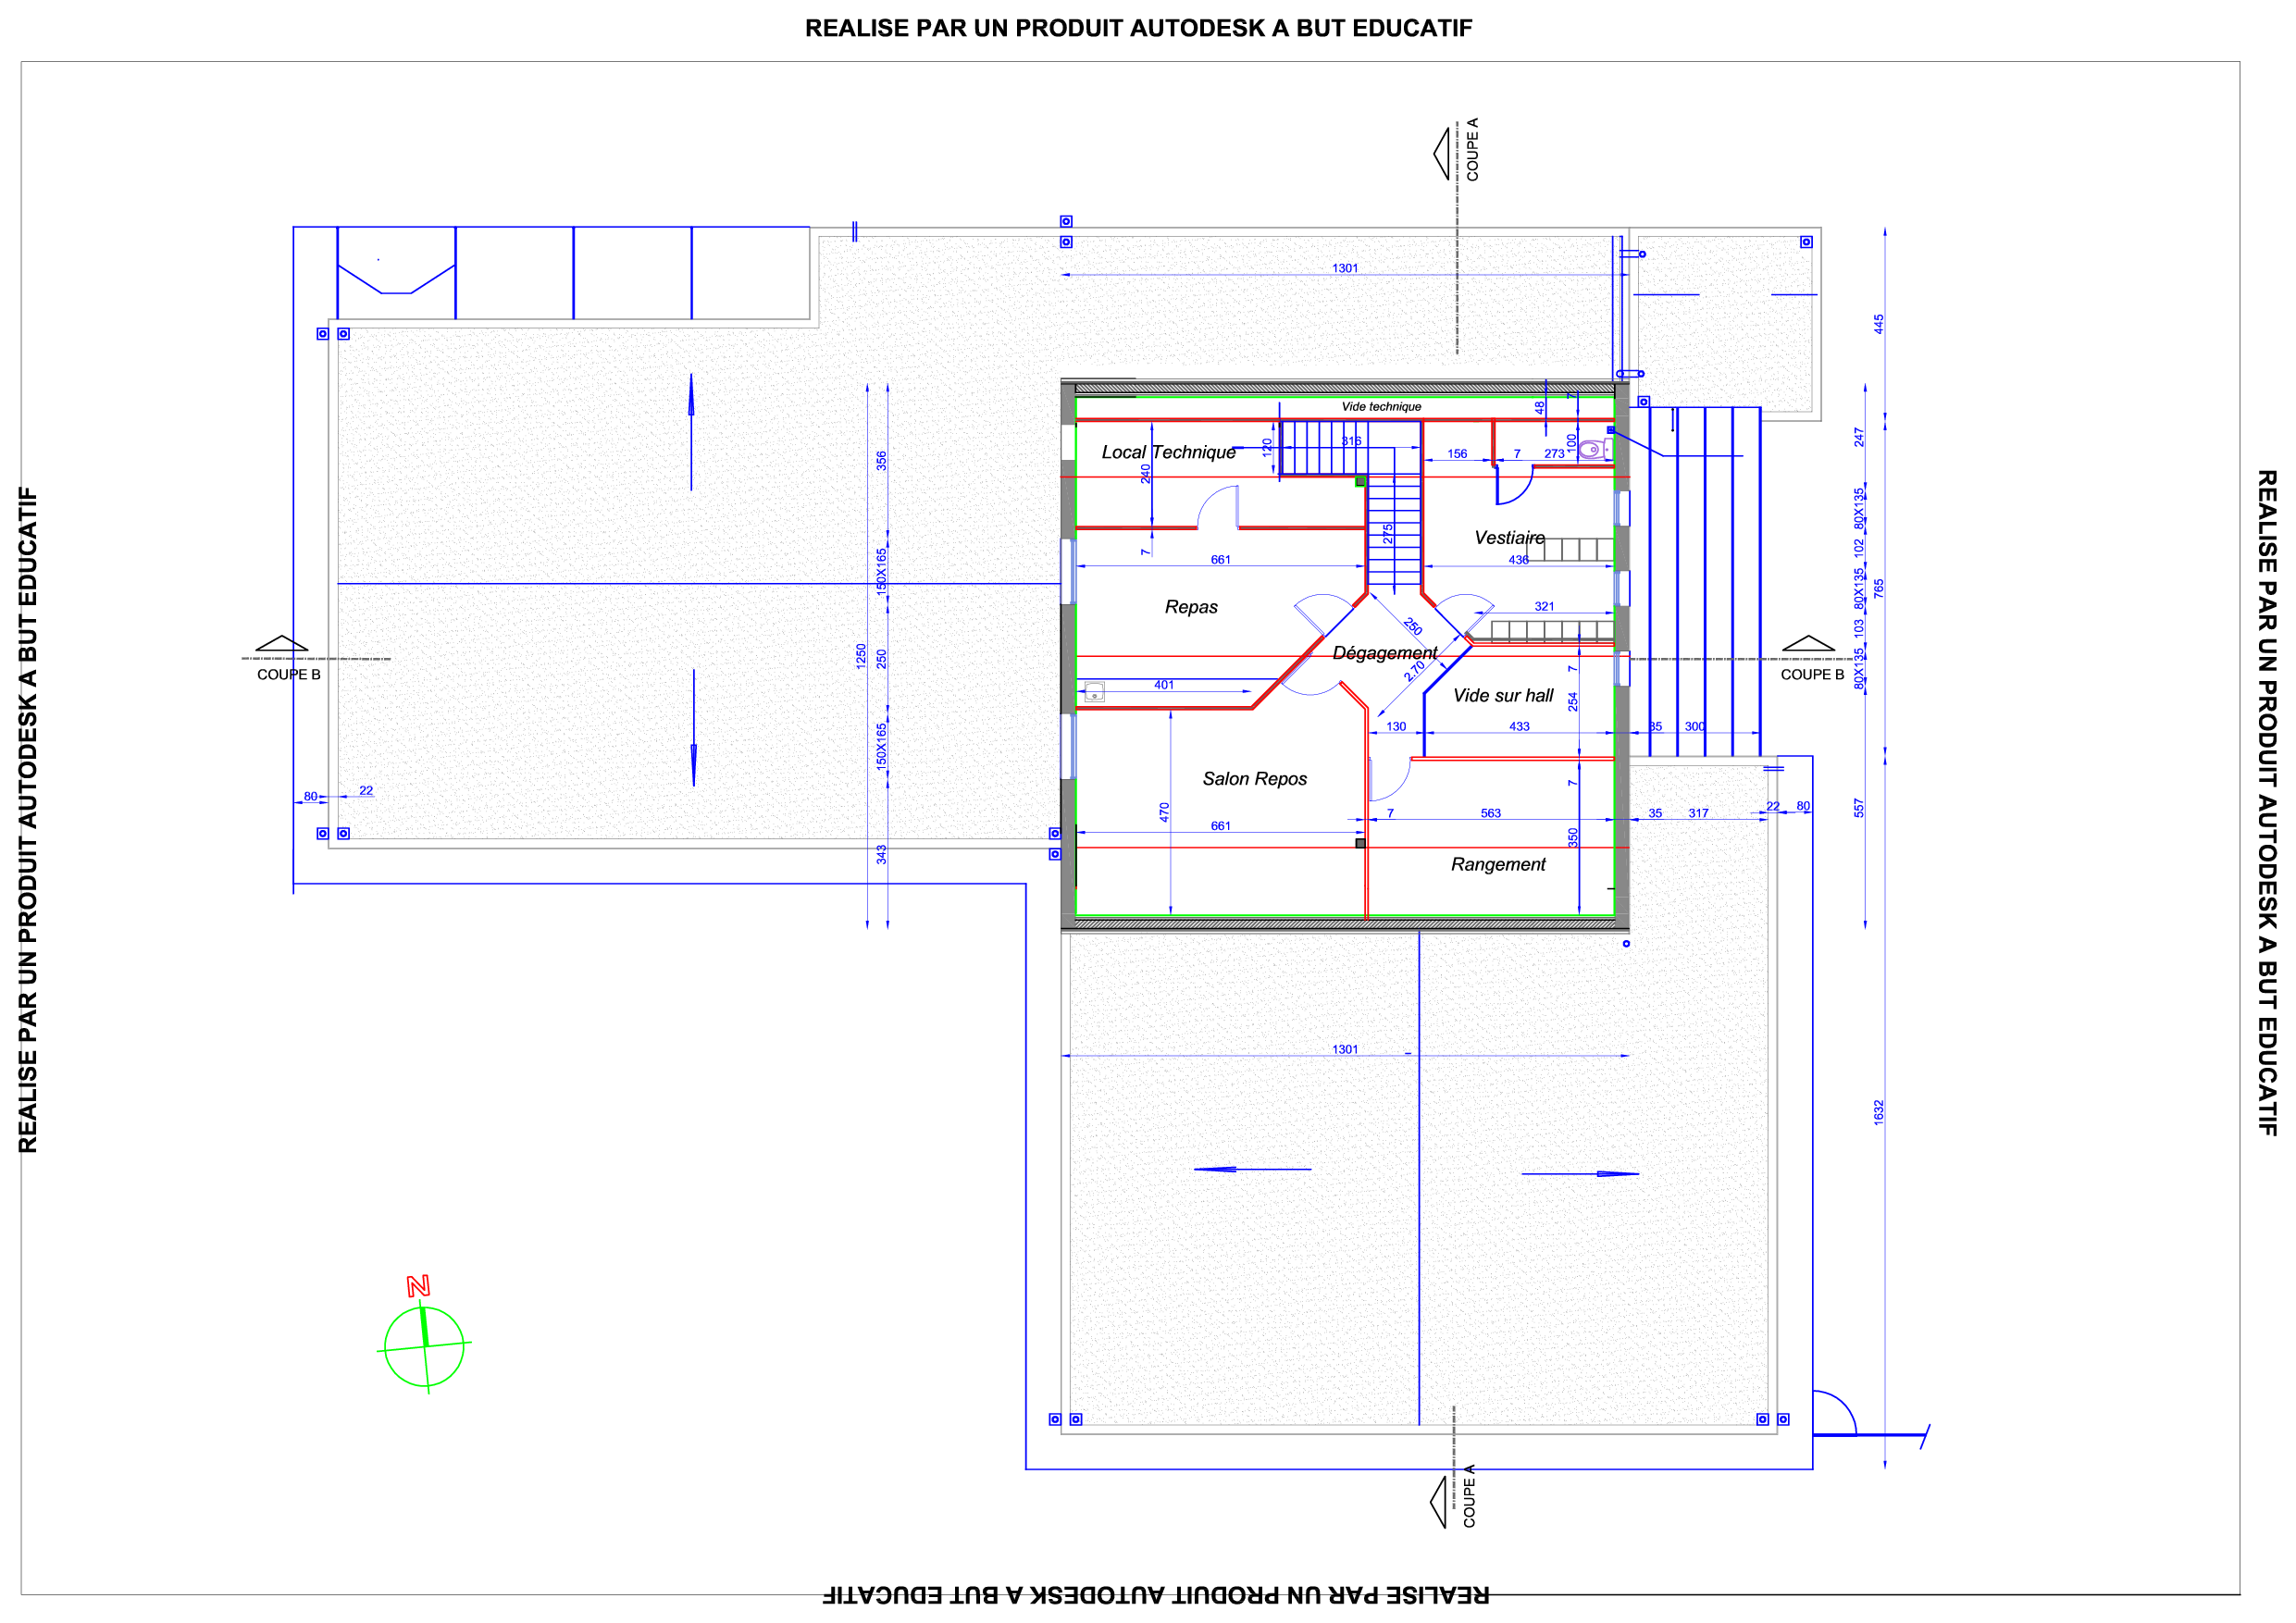 REALISE PAR UN PRODUIT AUTODESK A BUT EDUCATIF
REALISE PAR UN PRODUIT AUTODESK A BUT EDUCATIF
REALISE PAR UN PRODUIT AUTODESK A BUT EDUCATIF
COUPE A
1301
445
Vide technique
48
7
Local Technique
120
316
156
7
273
100
247
356
240
80X135
275
Vestiaire
102
7
661
436
150X165
80X135
765
Repas
321
250
103
COUPE B
1250
250
Dégagement
2.70
7
80X135
COUPE B
401
Vide sur hall
254
130
433
35
300
150X165
Salon Repos
7
80
22
470
661
7
563
350
35
317
22
80
557
343
Rangement
1301
1632
N
COUPE A
REALISE PAR UN PRODUIT AUTODESK A BUT EDUCATIF